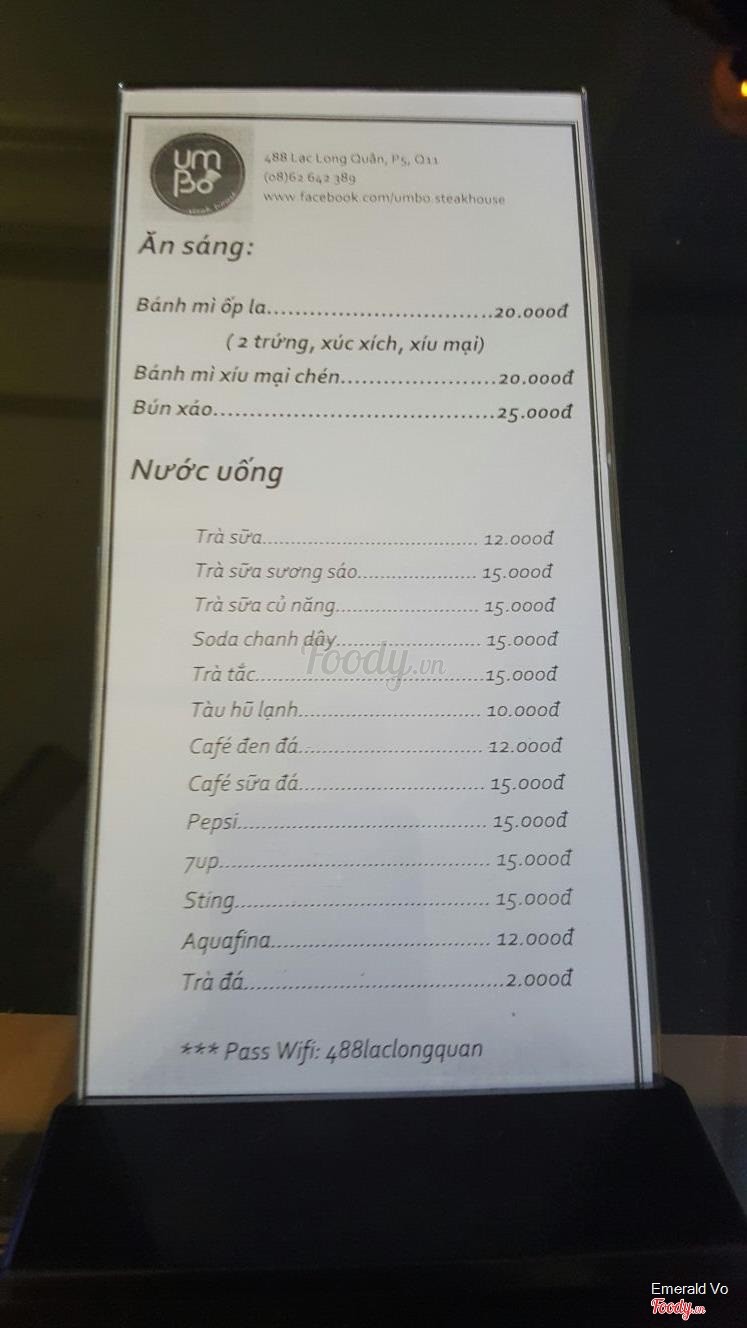 um Bò
steak house
488 Lạc Long Quân, P5, Q11
(08)62 642 389
www.facebook.com/umbo.steakhouse
Ăn sáng:
Bánh mì ốp la................................20.000đ
( 2 trứng, xúc xích, xíu mại)
Bánh mì xíu mại chén......................20.000đ
Bún xáo........................................25.000đ
Nước uống
Trà sữa.................................... 12.000đ
Trà sữa sương sáo.................... 15.000đ
Trà sữa củ năng........................ 15.000đ
Soda chanh dây........................ 15.000đ
Foody.vn
Trà tắc......................................15.000đ
Tàu hũ lạnh............................... 10.000đ
Café đen đá............................... 12.000đ
Café sữa đá............................... 15.000đ
Pepsi.......................................... 15.000đ
7up............................................. 15.000đ
Sting........................................... 15.000đ
Aquafina..................................... 12.000đ
Trà đá...........................................2.000đ
*** Pass Wifi: 488laclongquan
Emerald Vo
Foody.vn